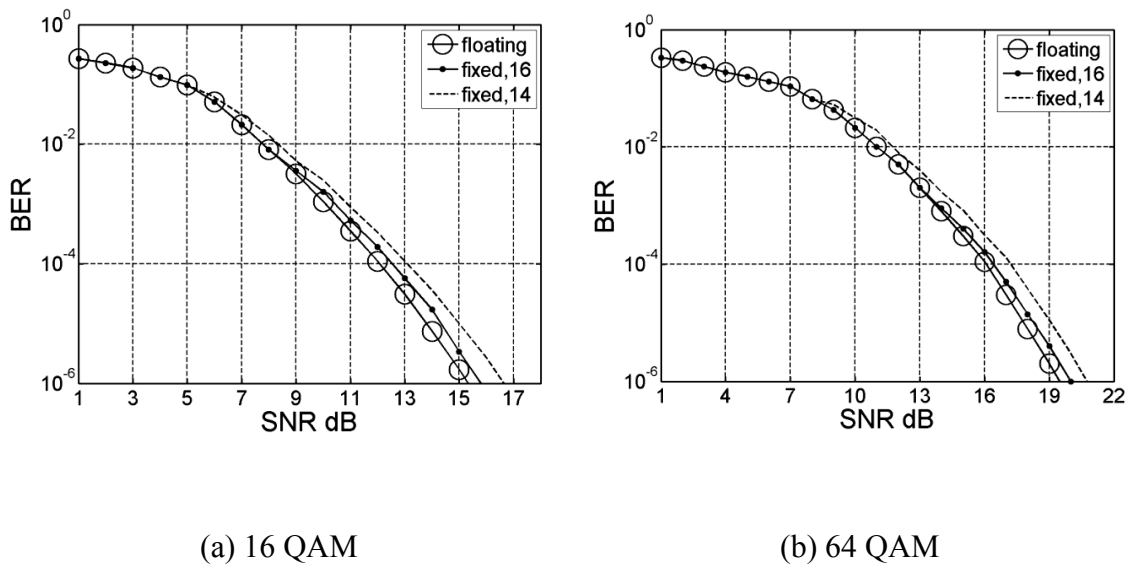 10^0
10^-2
10^-4
10^-6
BER
1 3 5 7 9 11 13 15 17
SNR dB
floating
fixed,16
fixed,14
(a) 16 QAM
10^0
10^-2
10^-4
10^-6
BER
1 4 7 10 13 16 19 22
SNR dB
floating
fixed,16
fixed,14
(b) 64 QAM